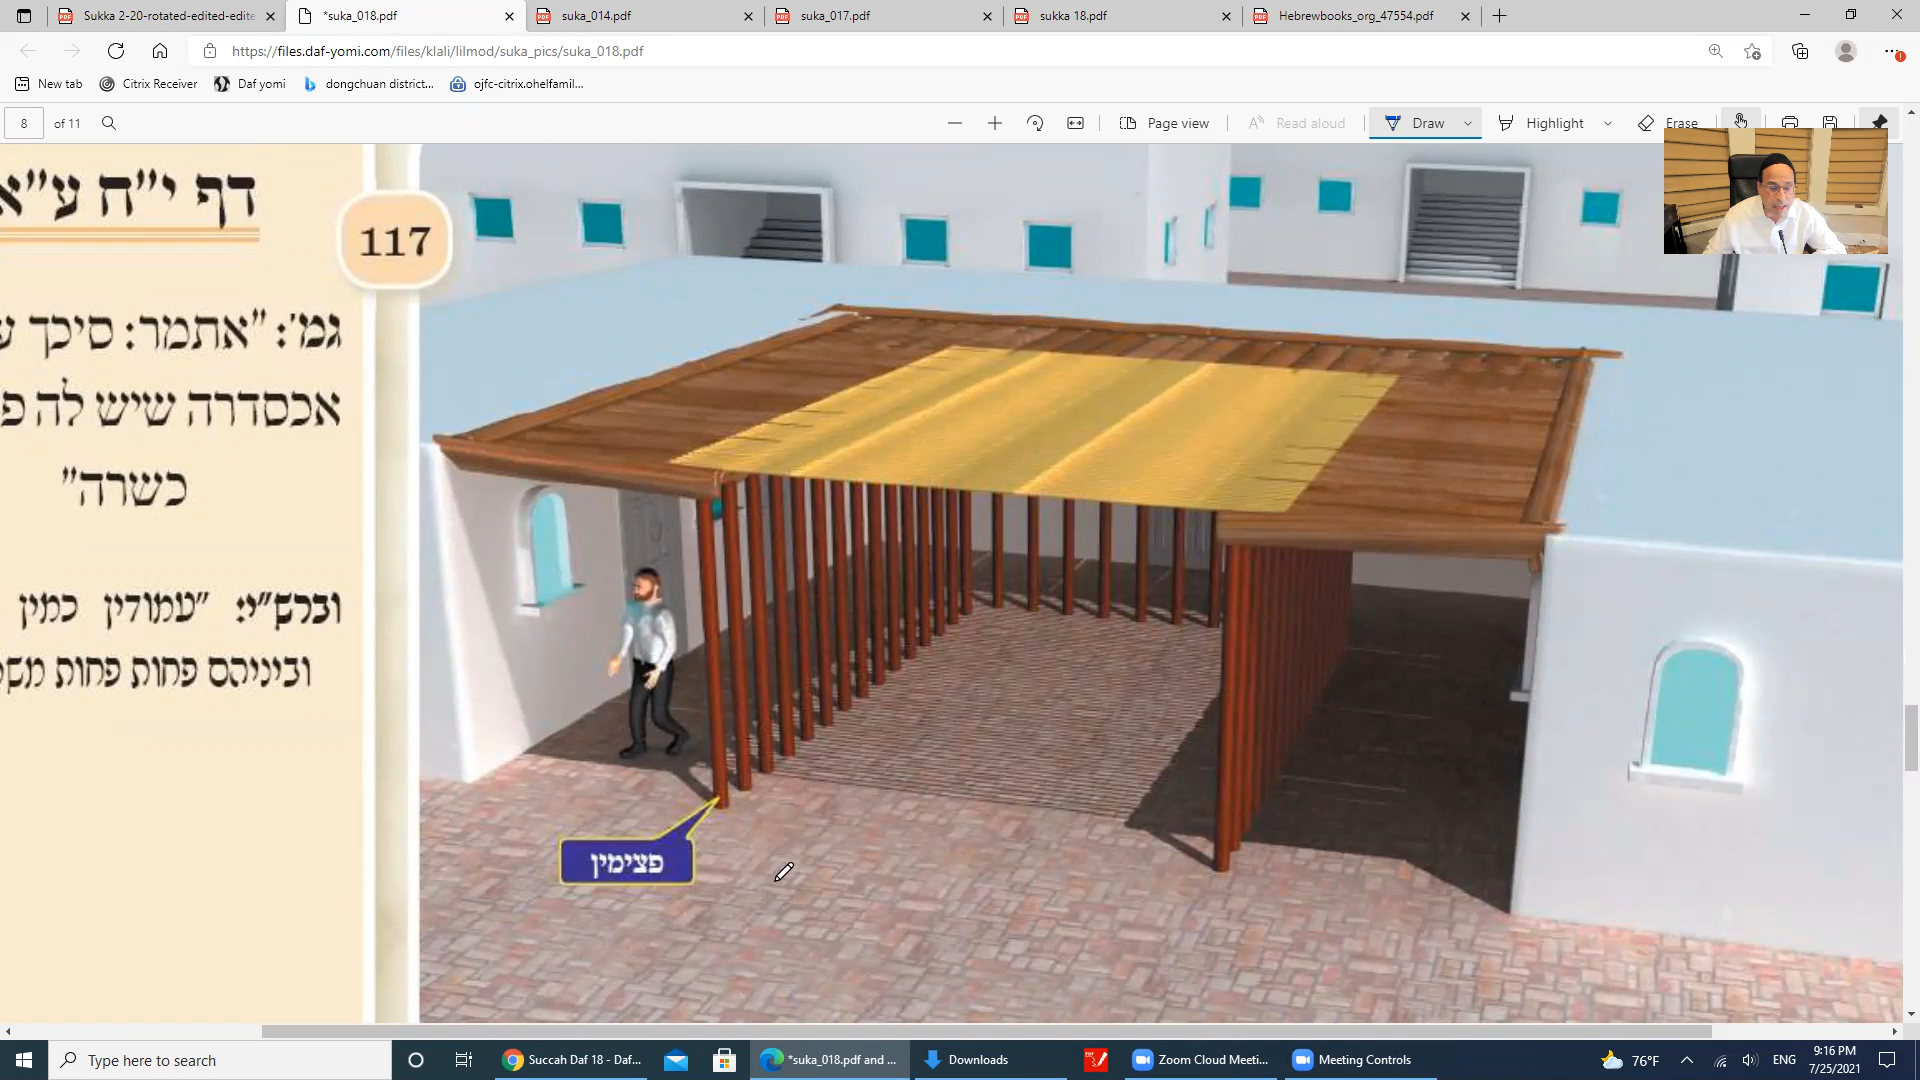 Sukka 2-20-rotated-edited-edite
*suka_018.pdf
suka_014.pdf
suka_017.pdf
sukka 18.pdf
Hebrewbooks_org_47554.pdf
https://files.daf-yomi.com/files/klali/lilmod/suka_pics/suka_018.pdf
New tab
Citrix Receiver
Daf yomi
dongchuan district...
ojfc-citrix.ohelfamil...
8 of 11
Page view
Read aloud
Draw
Highlight
Erase
דף י"ח ע"א
117
גמ': "אתמר: סיכך
אכסדרה שיש לה
כשרה"
וברש"י: "עמודין כמין
וביניהם פחות פחות
פצימין
Type here to search
Succah Daf 18 - Daf...
*suka_018.pdf and ...
Downloads
Zoom Cloud Meeti...
Meeting Controls
76°F
ENG
9:16 PM
7/25/2021